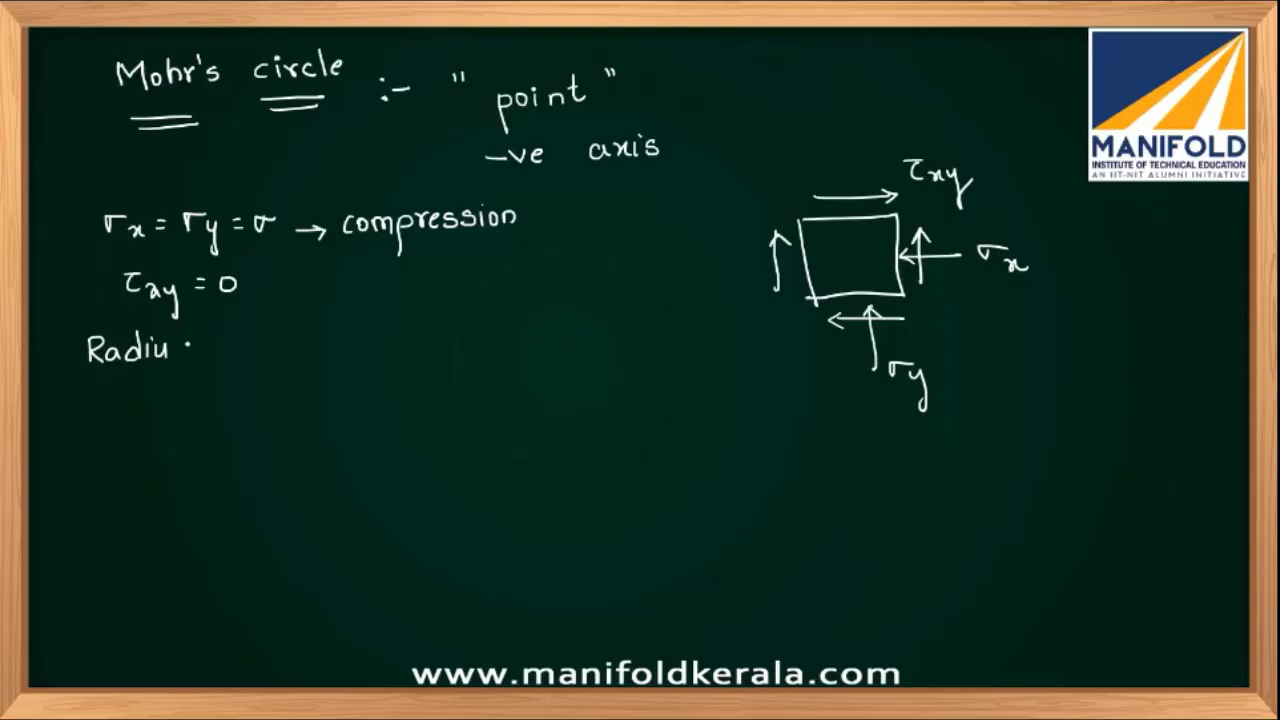 Mohr's circle :- " point "
-ve axis
σx = σy = σ → compression
τxy = 0
Radiu
τxy
σx
σy
MANIFOLD
INSTITUTE OF TECHNICAL EDUCATION
AN IIT-NIT ALUMNI INITIATIVE
www.manifoldkerala.com